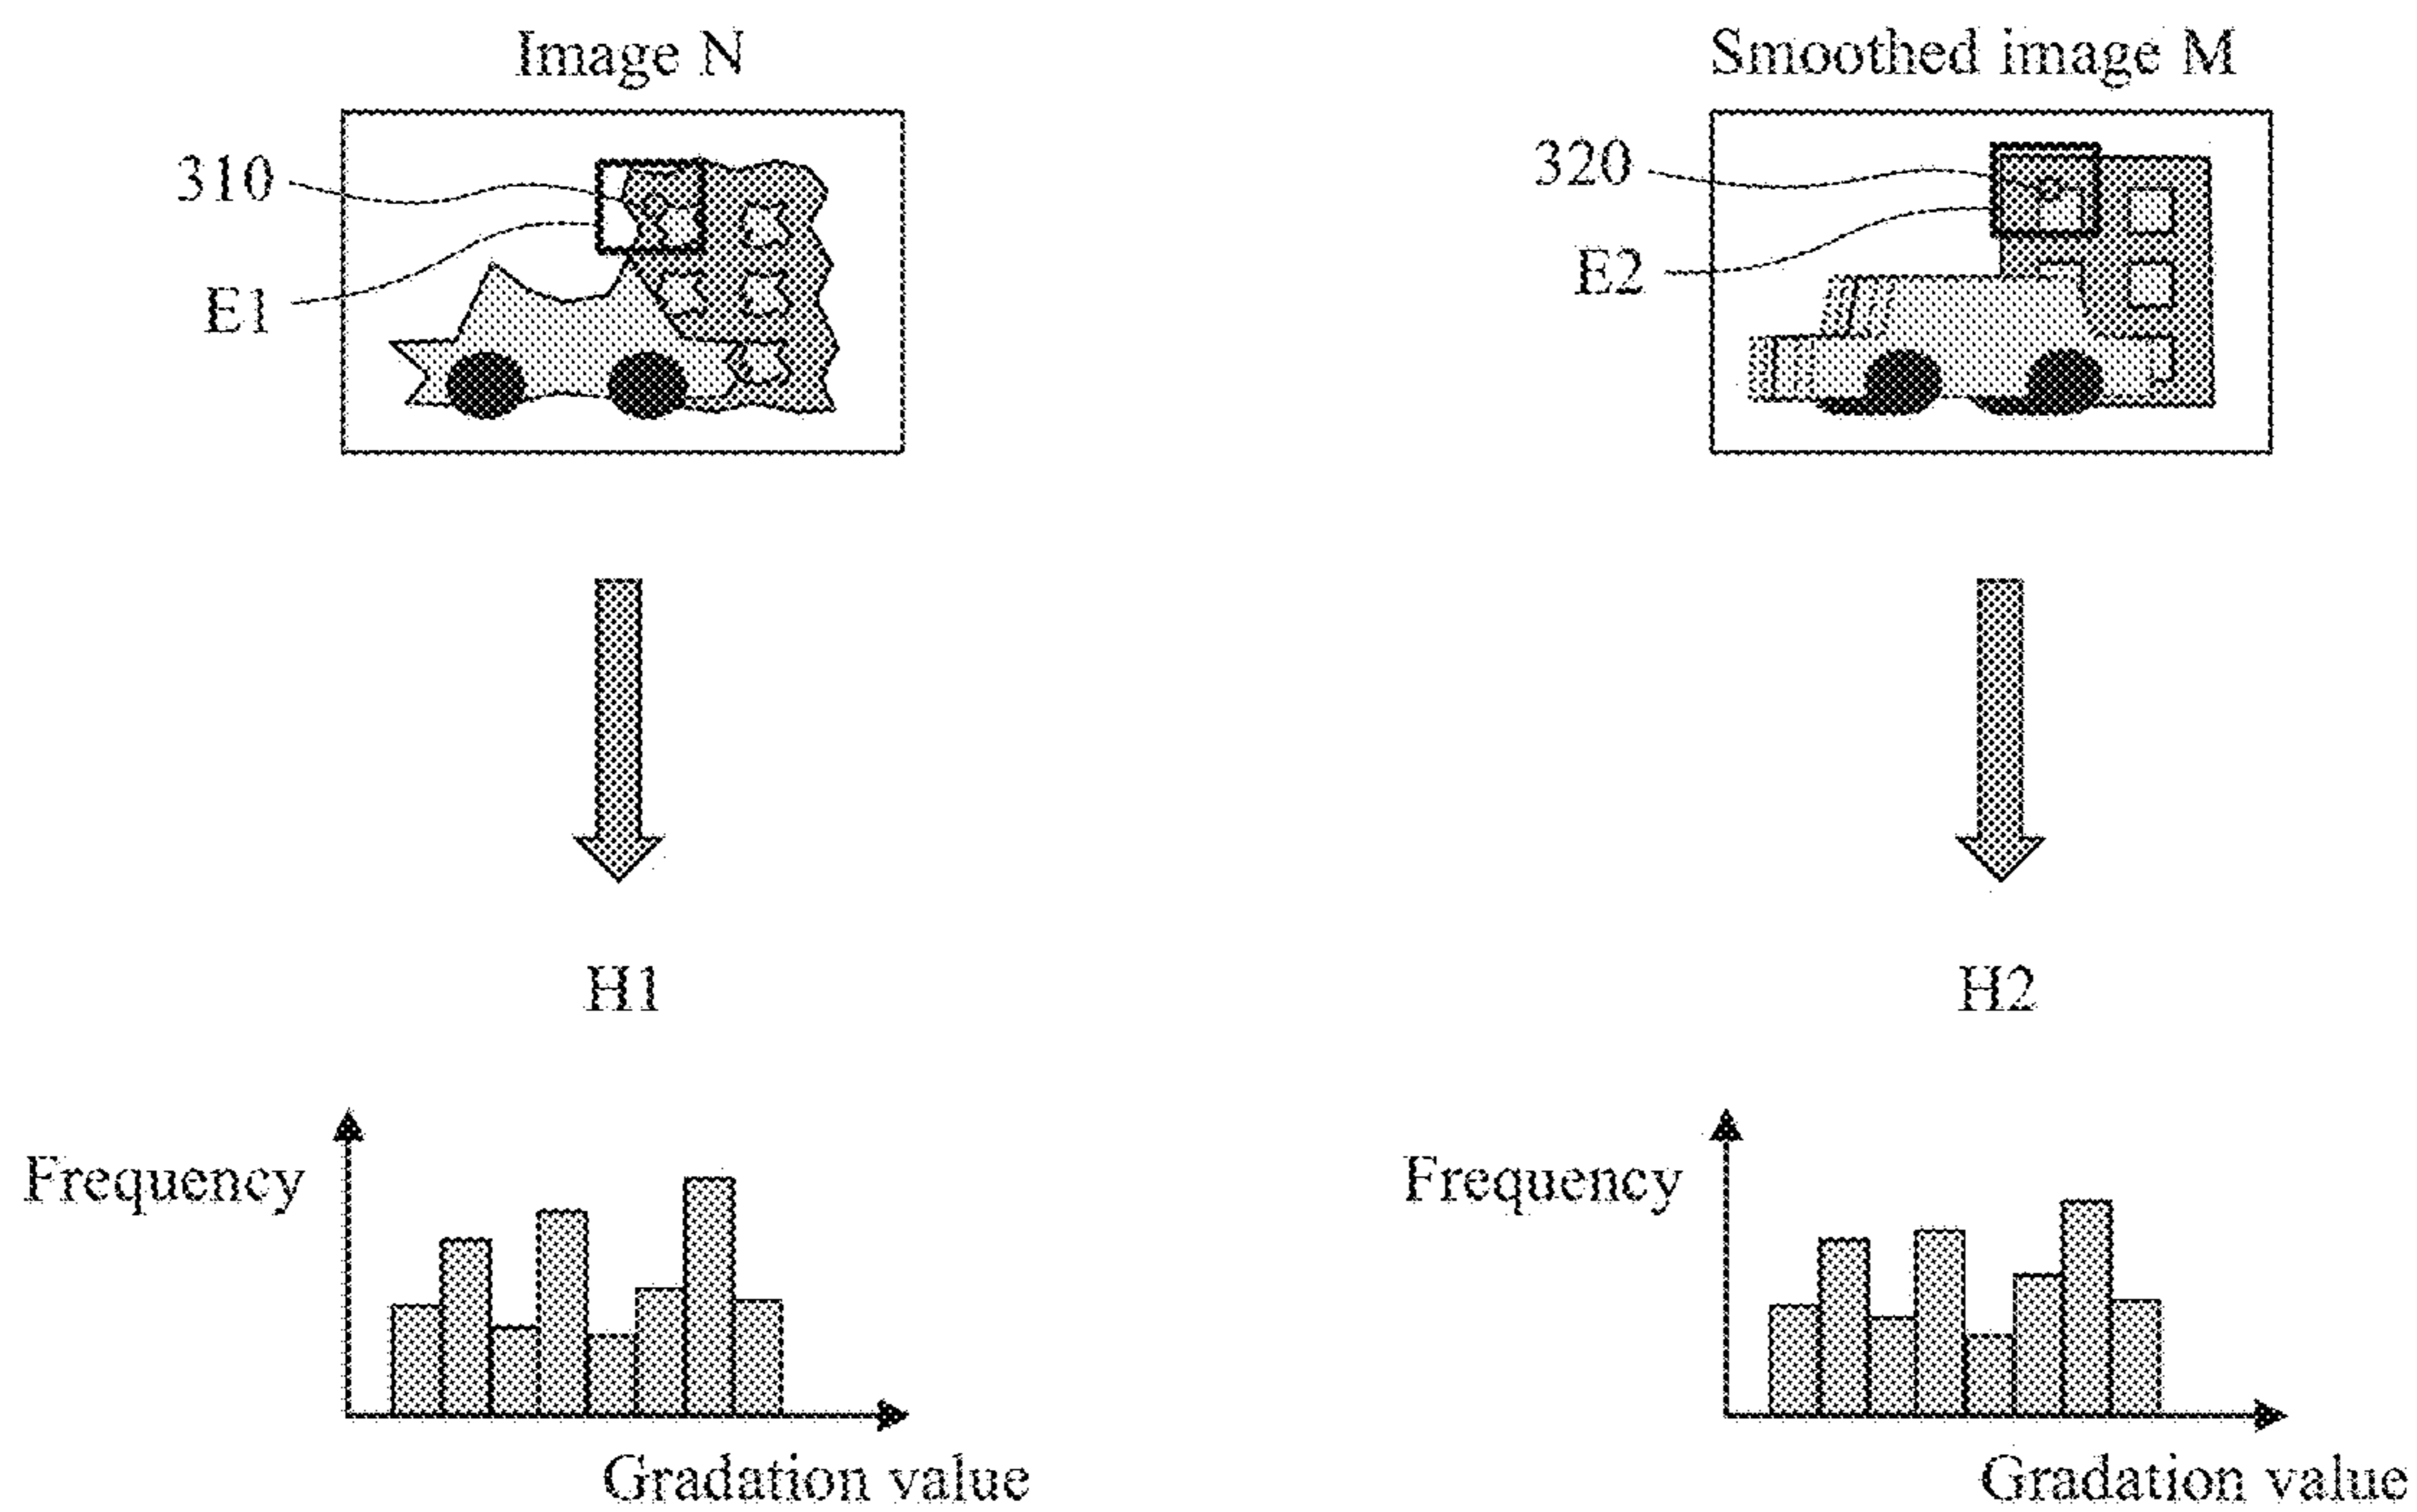 Image N
Smoothed image M
310
E1
320
E2
H1
H2
Frequency
Gradation value
Frequency
Gradation value